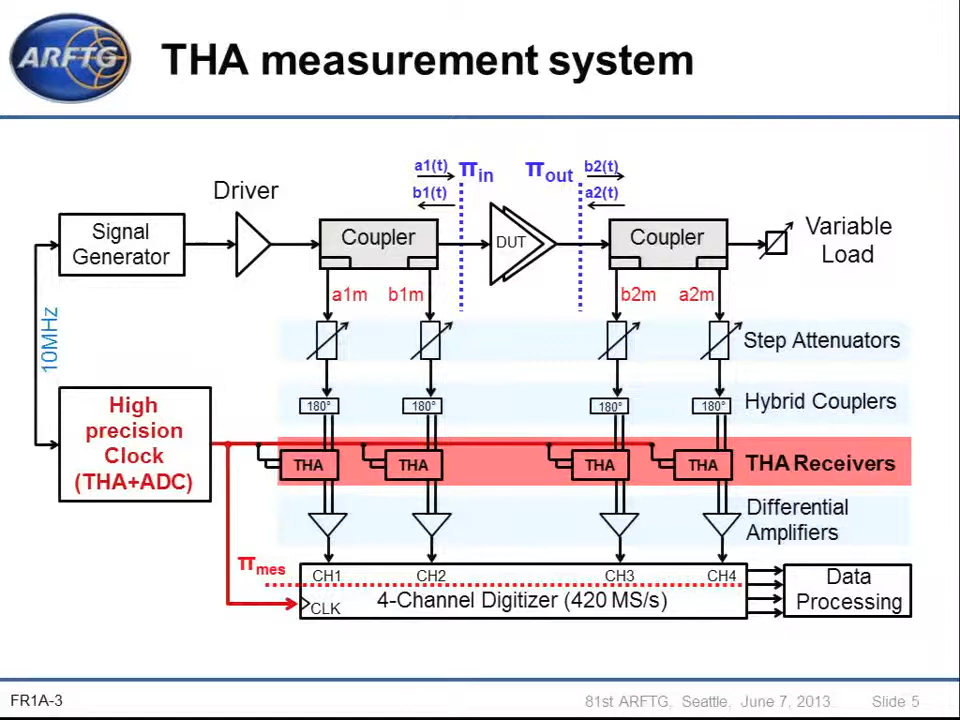 ARFTG
THA measurement system
a1(t)
b1(t)
πin
πout
b2(t)
a2(t)
Driver
Signal
Generator
Coupler
DUT
Coupler
Variable
Load
a1m
b1m
b2m
a2m
10MHz
Step Attenuators
180°
180°
180°
180°
Hybrid Couplers
High
precision
Clock
(THA+ADC)
THA
THA
THA
THA
THA Receivers
Differential
Amplifiers
πmes
CH1
CH2
CH3
CH4
CLK
4-Channel Digitizer (420 MS/s)
Data
Processing
FR1A-3
81st ARFTG, Seattle, June 7, 2013
Slide 5